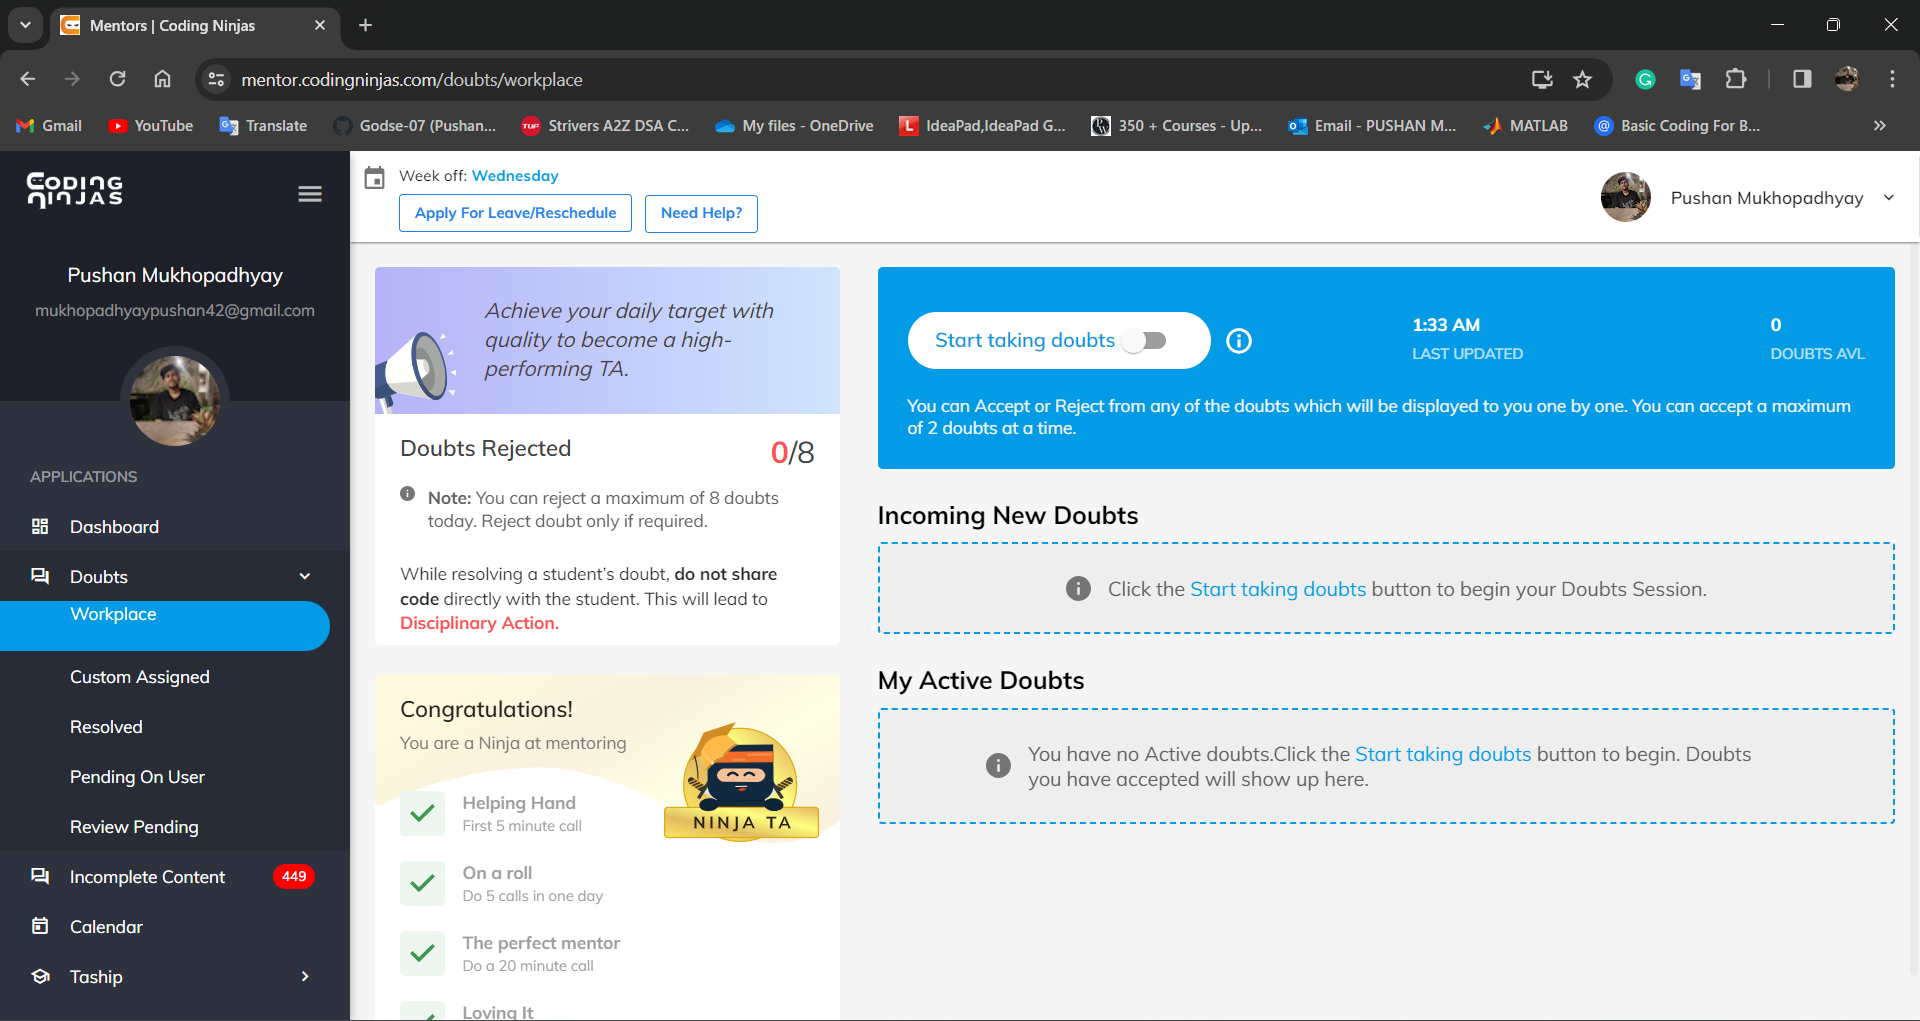 Mentors | Coding Ninjas
mentor.codingninjas.com/doubts/workplace
Gmail
YouTube
Translate
Godse-07 (Pushan...
Strivers A2Z DSA C...
My files - OneDrive
IdeaPad,IdeaPad G...
350 + Courses - Up...
Email - PUSHAN M...
MATLAB
Basic Coding For B...
CODING
NINJAS
Week off: Wednesday
Apply For Leave/Reschedule
Need Help?
Pushan Mukhopadhyay
Pushan Mukhopadhyay
mukhopadhyaypushan42@gmail.com
APPLICATIONS
Dashboard
Doubts
Workplace
Custom Assigned
Resolved
Pending On User
Review Pending
Incomplete Content
449
Calendar
Taship
Achieve your daily target with
quality to become a high-
performing TA.
Doubts Rejected
0/8
Note: You can reject a maximum of 8 doubts
today. Reject doubt only if required.
While resolving a student's doubt, do not share
code directly with the student. This will lead to
Disciplinary Action.
Congratulations!
You are a Ninja at mentoring
NINJA TA
Helping Hand
First 5 minute call
On a roll
Do 5 calls in one day
The perfect mentor
Do a 20 minute call
Loving It
Start taking doubts
1:33 AM
LAST UPDATED
0
DOUBTS AVL
You can Accept or Reject from any of the doubts which will be displayed to you one by one. You can accept a maximum
of 2 doubts at a time.
Incoming New Doubts
Click the Start taking doubts button to begin your Doubts Session.
My Active Doubts
You have no Active doubts.Click the Start taking doubts button to begin. Doubts
you have accepted will show up here.